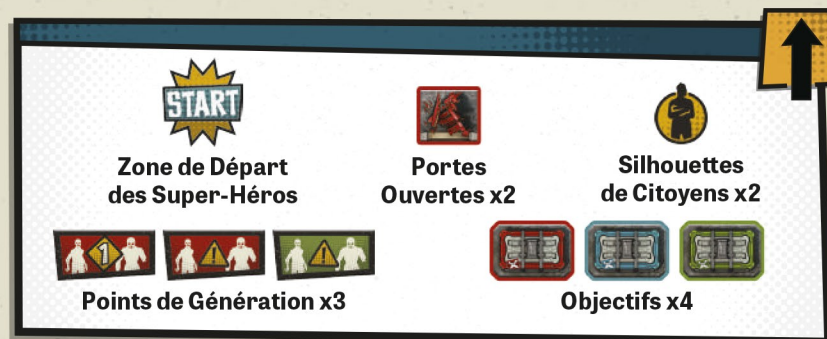 START
Zone de Départ
des Super-Héros
Portes
Ouvertes x2
Silhouettes
de Citoyens x2
1
Points de Génération x3
Objectifs x4